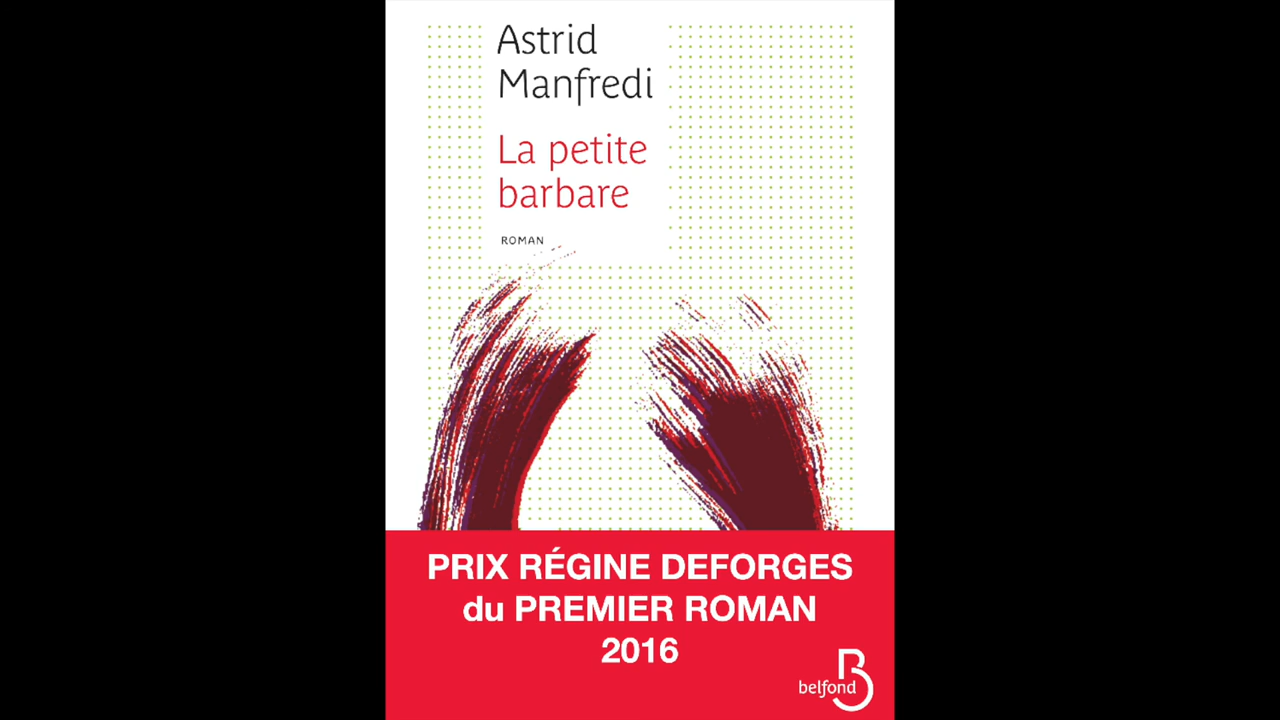 Astrid
Manfredi
La petite
barbare
ROMAN
PRIX RÉGINE DEFORGES
du PREMIER ROMAN
2016
belfond